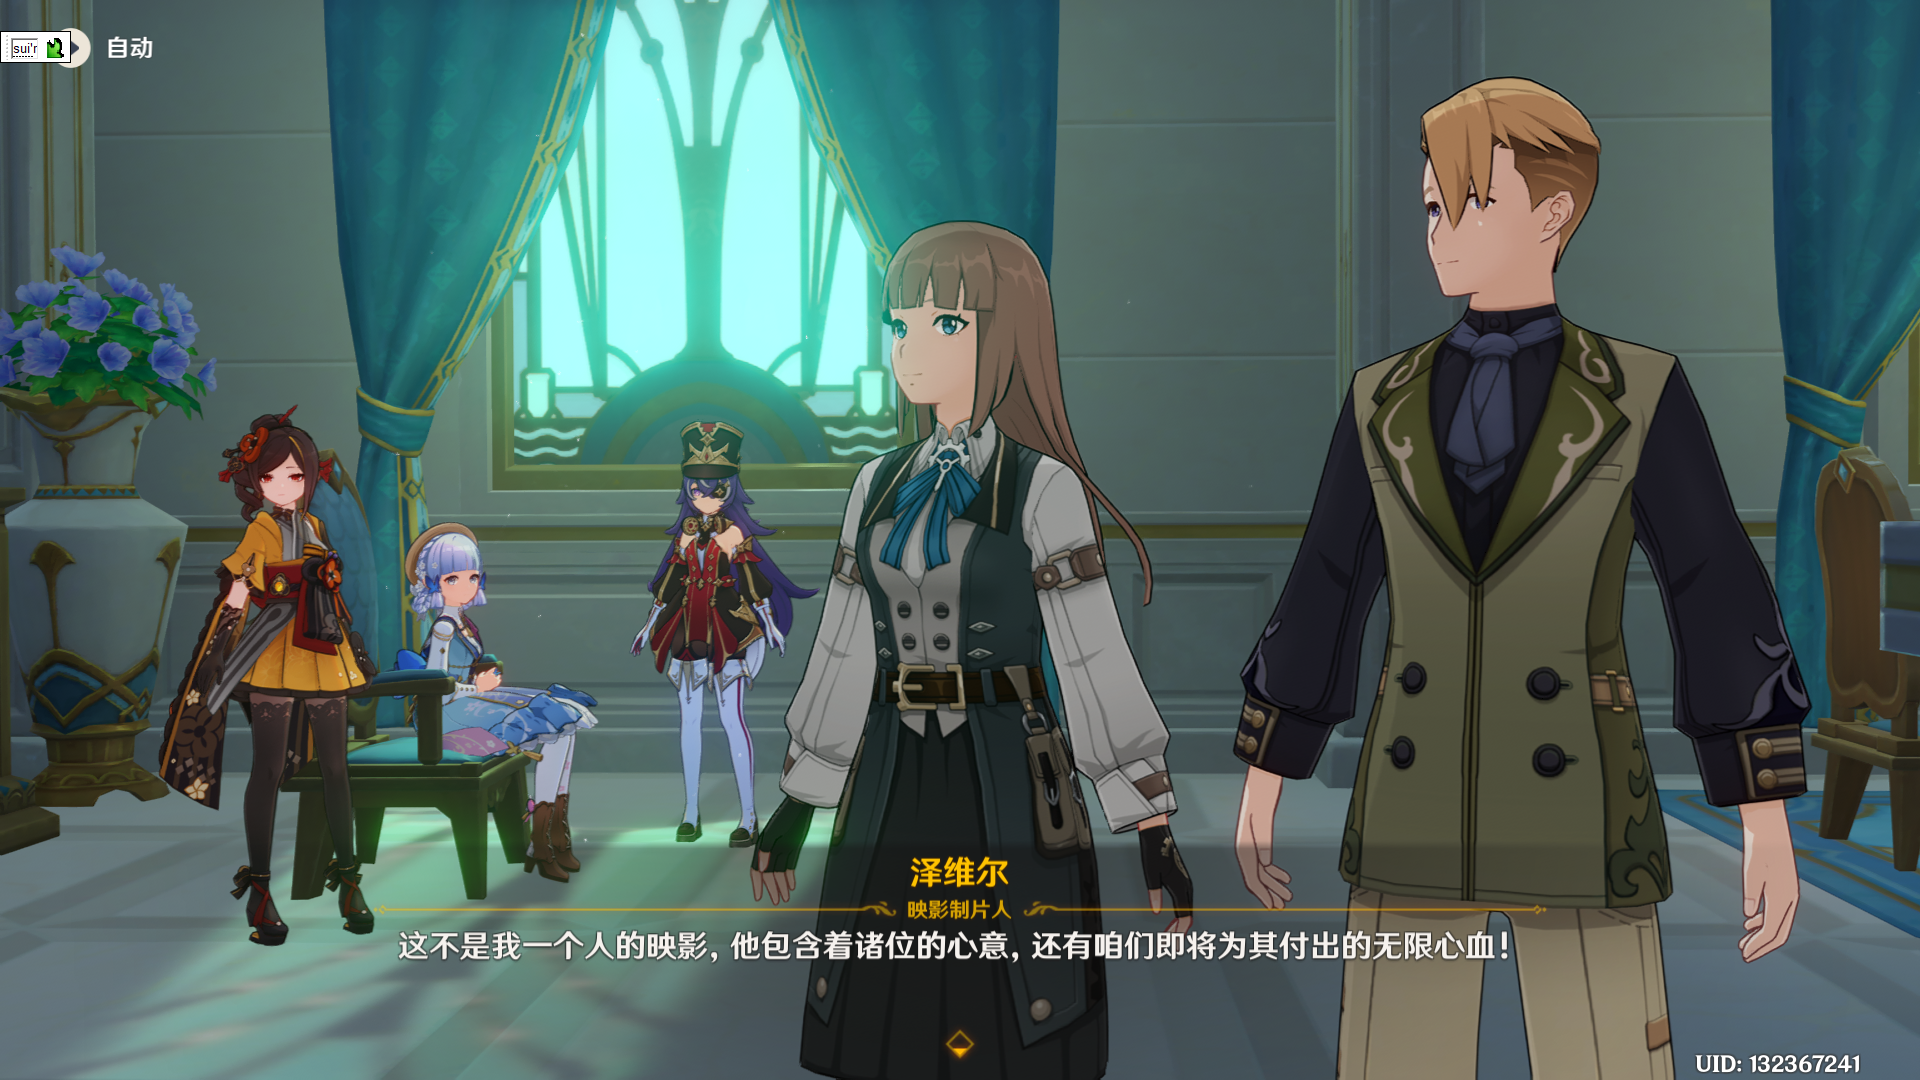 sui'r
自动
泽维尔
映影制片人
这不是我一个人的映影，他包含着诸位的心意，还有咱们即将为其付出的无限心血！
UID: 132367241